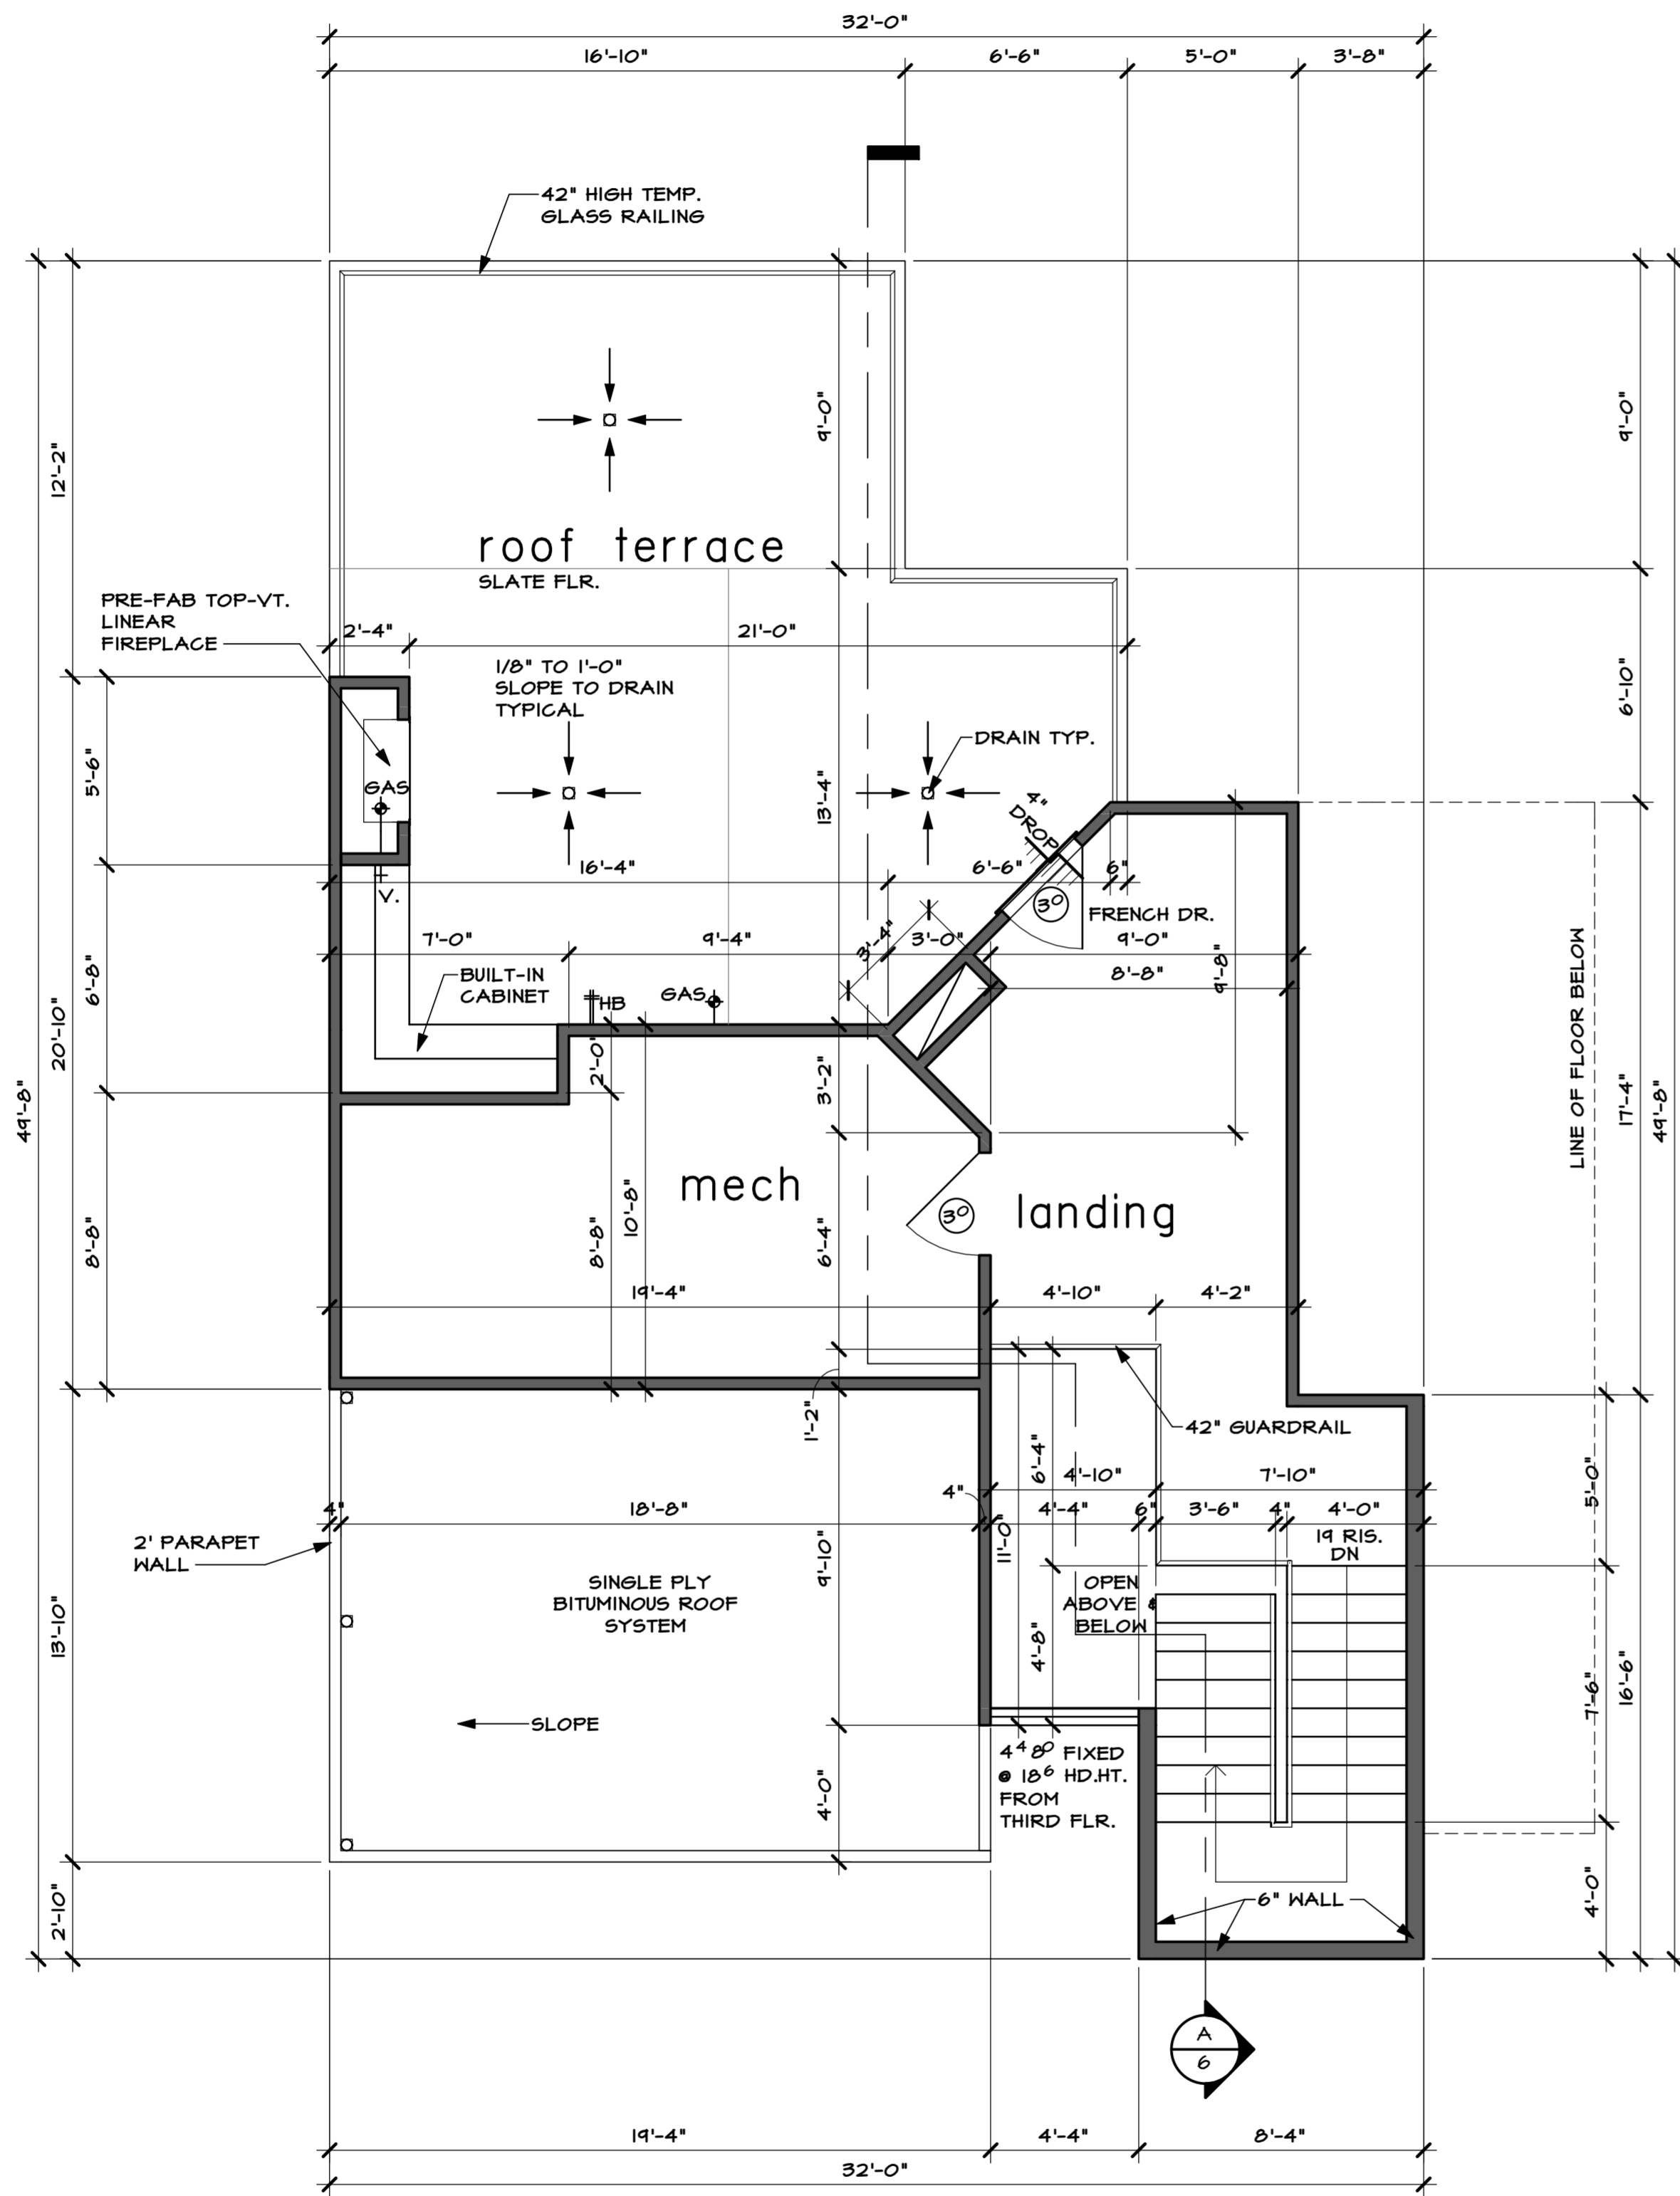 32'-0"
16'-10"
6'-6"
5'-0"
3'-8"
42" HIGH TEMP.
GLASS RAILING
9'-0"
9'-0"
12'-2"
roof terrace
SLATE FLR.
PRE-FAB TOP-VT.
LINEAR
FIREPLACE
2'-4"
21'-0"
1/8" TO 1'-0"
SLOPE TO DRAIN
TYPICAL
6'-10"
DRAIN TYP.
5'-6"
GAS
13'-4"
4"
DROP
16'-4"
6'-6"
6"
V.
3⁰
FRENCH DR.
7'-0"
9'-4"
3'-4"
3'-0"
9'-0"
8'-8"
9'-8"
6'-8"
BUILT-IN
CABINET
HB
GAS
20'-10"
2'-0"
3'-2"
LINE OF FLOOR BELOW
49'-8"
17'-4"
49'-8"
mech
landing
3⁰
8'-8"
8'-8"
10'-8"
6'-4"
19'-4"
4'-10"
4'-2"
1'-2"
42" GUARDRAIL
6'-4"
4'-10"
7'-10"
5'-0"
4"
18'-8"
4"
4'-4"
6"
3'-6"
4"
4'-0"
2' PARAPET
WALL
9'-10"
11'-0"
19 RIS.
DN
SINGLE PLY
BITUMINOUS ROOF
SYSTEM
OPEN
ABOVE &
BELOW
13'-10"
4'-8"
7'-6"
16'-6"
SLOPE
4⁴ 8⁰ FIXED
@ 18⁶ HD.HT.
FROM
THIRD FLR.
4'-0"
2'-10"
6" WALL
4'-0"
A
6
19'-4"
4'-4"
8'-4"
32'-0"